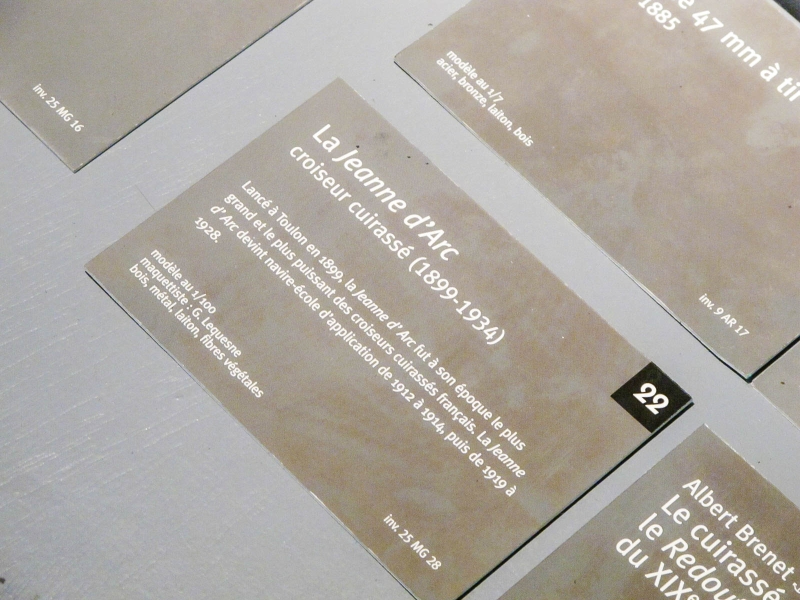 inv. 25 MG 16
47 mm à tir
1885
modèle au 1/7
acier, bronze, laiton, bois
inv. 9 AR 17
La Jeanne d'Arc
croiseur cuirassé (1899-1934)
Lancé à Toulon en 1899, la Jeanne d'Arc fut à son époque le plus
grand et le plus puissant des croiseurs cuirassés français. La Jeanne
d'Arc devint navire-école d'application de 1912 à 1914, puis de 1919 à
1928.
modèle au 1/100
maquettiste : G. Lequesne
bois, métal, laiton, fibres végétales
22
inv. 25 MG 28
Albert Brenet
Le cuirassé
le
du XIXe